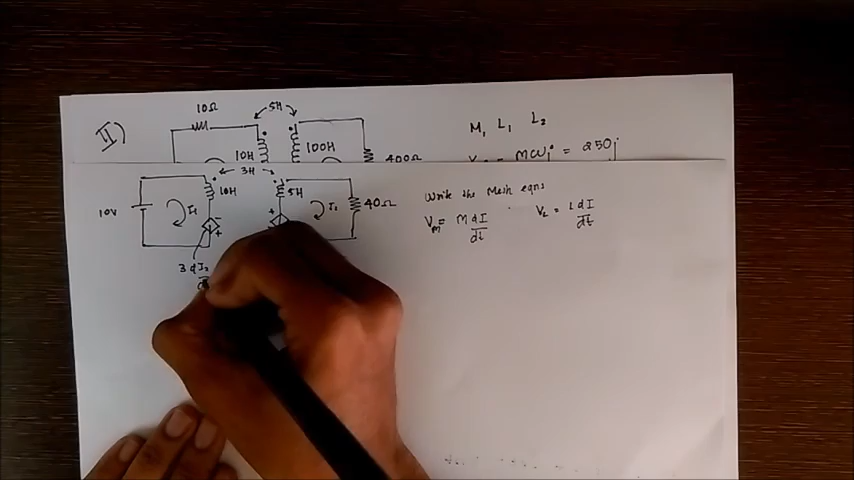 II)
10Ω
5H
10H
100H
400Ω
M, L1 L2
MωJ = 250j
3H
10H
5H
10V
I1
I2
40Ω
- +
+
3 dI2
Write the Mesh eqns
VM = M dI/dt
VL = L dI/dt